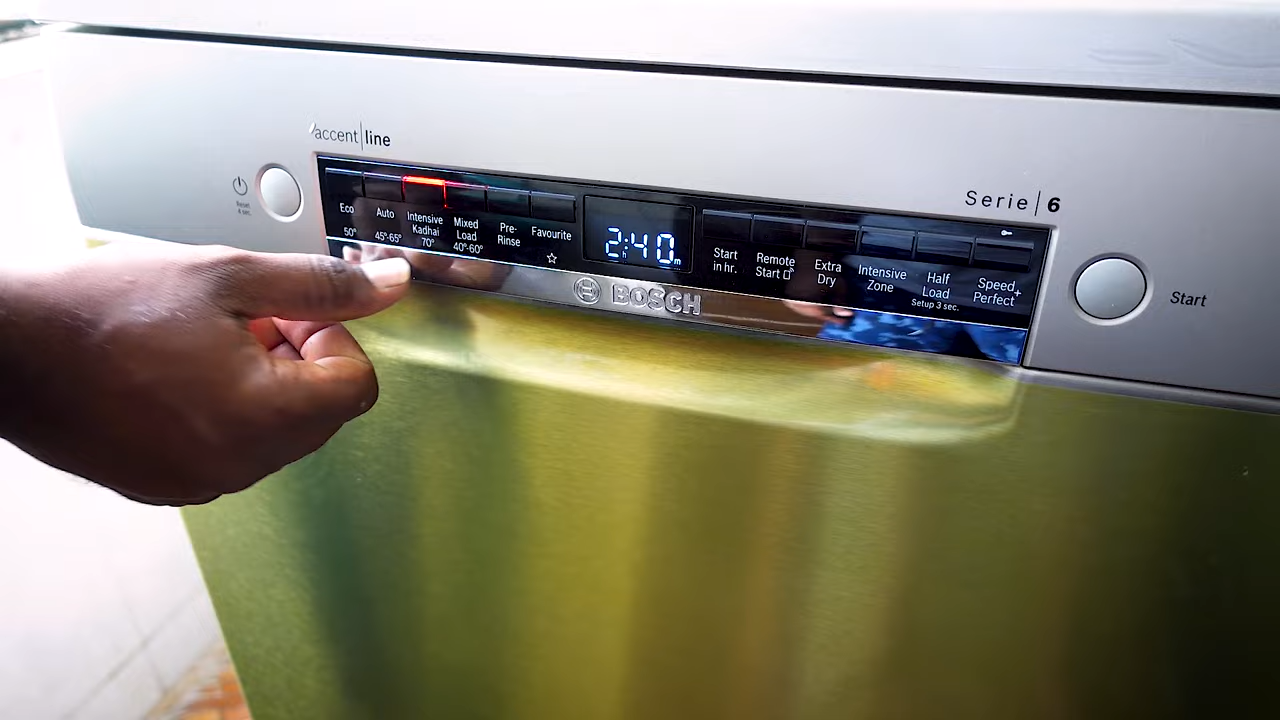 accent|line
Serie|6
Reset
4 sec.
Eco
50°
Auto
45°-65°
Intensive
Kadhai
70°
Mixed
Load
40°-60°
Pre-
Rinse
Favourite
2:40
h
m
Start
in hr.
Remote
Start
Extra
Dry
Intensive
Zone
Half
Load
Setup 3 sec.
Speed
Perfect+
Start
BOSCH